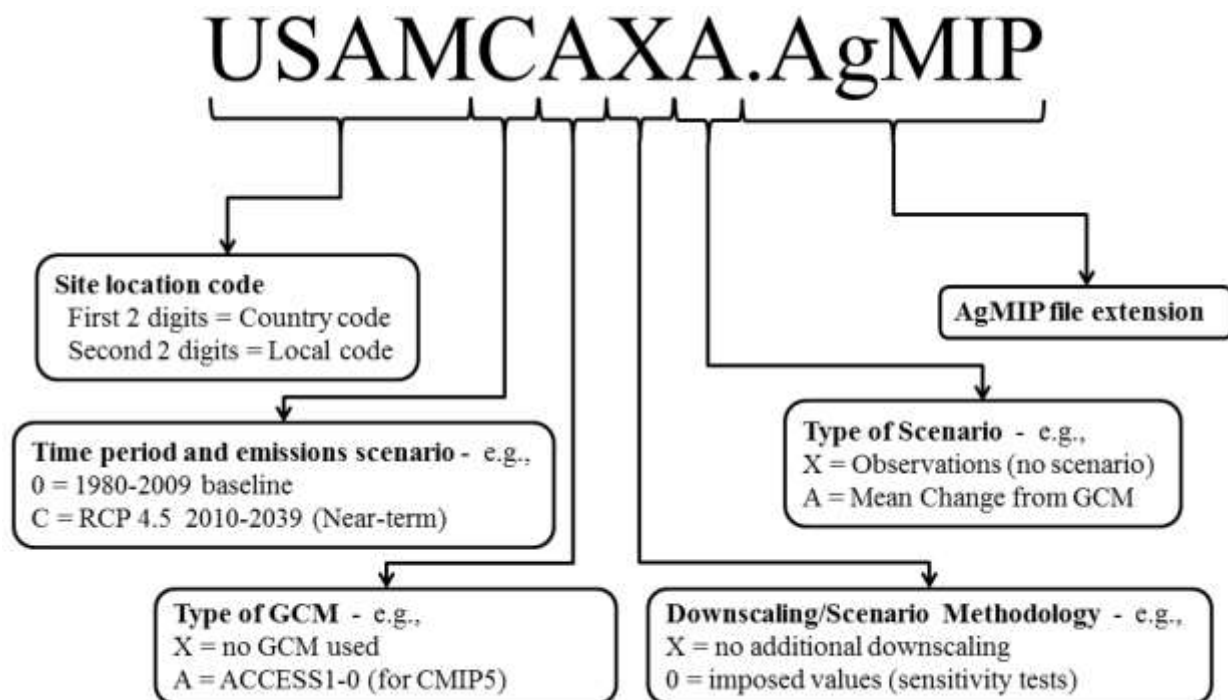 USAMCAXA.AgMIP
Site location code
First 2 digits = Country code
Second 2 digits = Local code
AgMIP file extension
Time period and emissions scenario - e.g.,
0 = 1980-2009 baseline
C = RCP 4.5 2010-2039 (Near-term)
Type of Scenario - e.g.,
X = Observations (no scenario)
A = Mean Change from GCM
Type of GCM - e.g.,
X = no GCM used
A = ACCESS1-0 (for CMIP5)
Downscaling/Scenario Methodology - e.g.,
X = no additional downscaling
0 = imposed values (sensitivity tests)